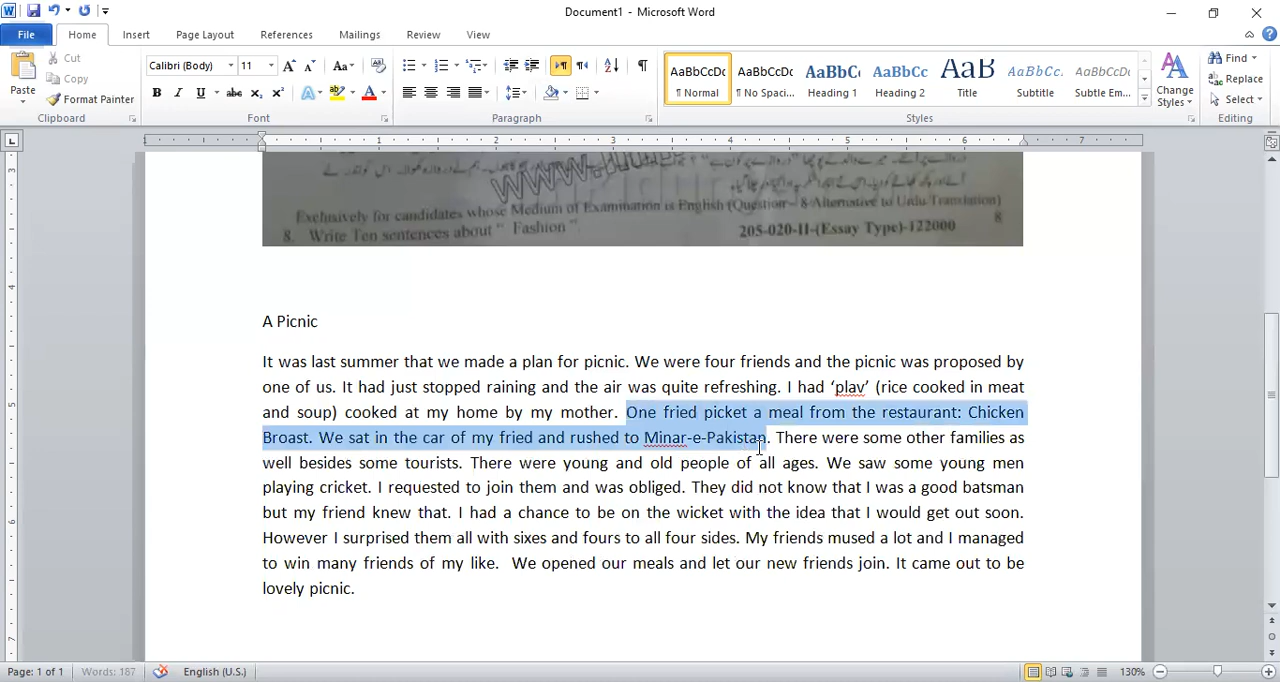 Document1 - Microsoft Word
File Home Insert Page Layout References Mailings Review View
Paste
Cut
Copy
Format Painter
Clipboard
Calibri (Body) 11
Font
Paragraph
AaBbCcDc AaBbCcDc AaBbC AaBbCc AaB AaBbCc. AaBbCcDc
¶ Normal ¶ No Spaci... Heading 1 Heading 2 Title Subtitle Subtle Em...
Styles
Change Styles
Find
Replace
Select
Editing
1 2 3 4 5 6 7
Exclusively for candidates whose Medium of Examination is English (Question – 8 Alternative to Urdu Translation)
8. Write Ten sentences about " Fashion ". 8
205-020-II-(Essay Type)-122000
A Picnic
It was last summer that we made a plan for picnic. We were four friends and the picnic was proposed by
one of us. It had just stopped raining and the air was quite refreshing. I had ‘plav’ (rice cooked in meat
and soup) cooked at my home by my mother. One fried picket a meal from the restaurant: Chicken
Broast. We sat in the car of my fried and rushed to Minar-e-Pakistan. There were some other families as
well besides some tourists. There were young and old people of all ages. We saw some young men
playing cricket. I requested to join them and was obliged. They did not know that I was a good batsman
but my friend knew that. I had a chance to be on the wicket with the idea that I would get out soon.
However I surprised them all with sixes and fours to all four sides. My friends mused a lot and I managed
to win many friends of my like. We opened our meals and let our new friends join. It came out to be
lovely picnic.
Page: 1 of 1 Words: 187 English (U.S.) 130%